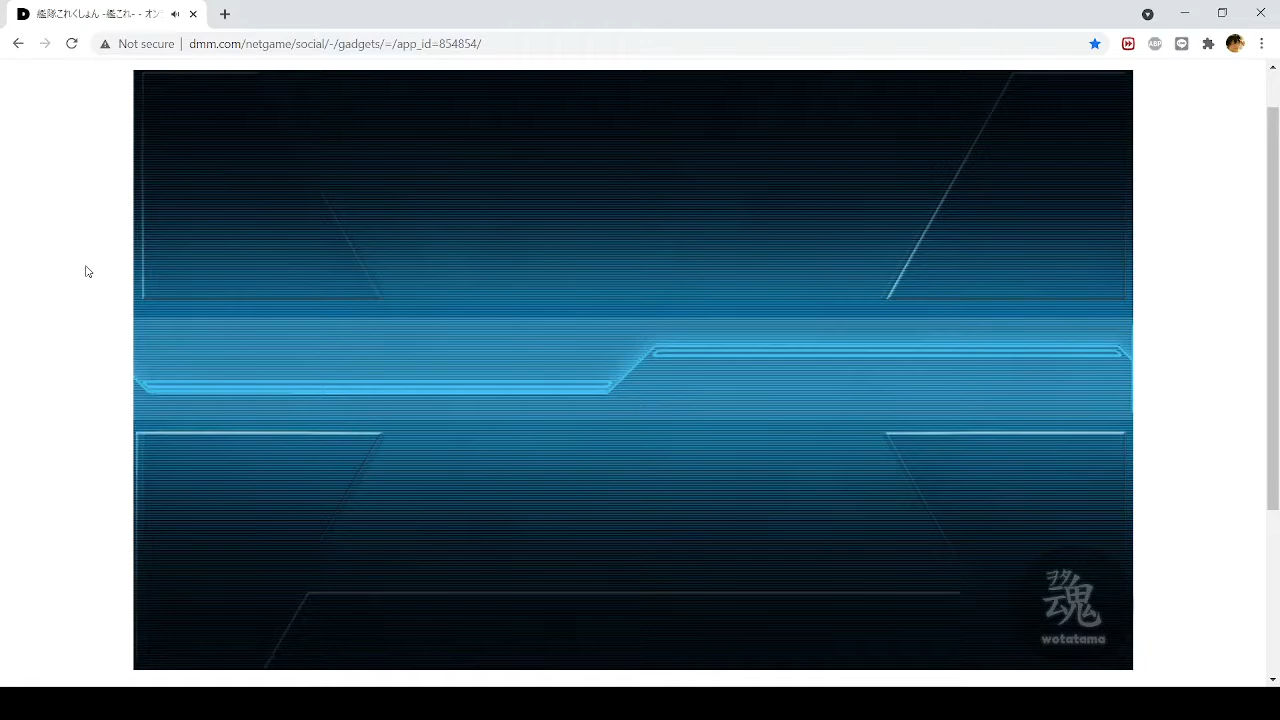 艦隊これくしょん -艦これ- - オン
Not secure
dmm.com/netgame/social/-/gadgets/=/app_id=854854/
ABP
ヲタ
魂
wotatama